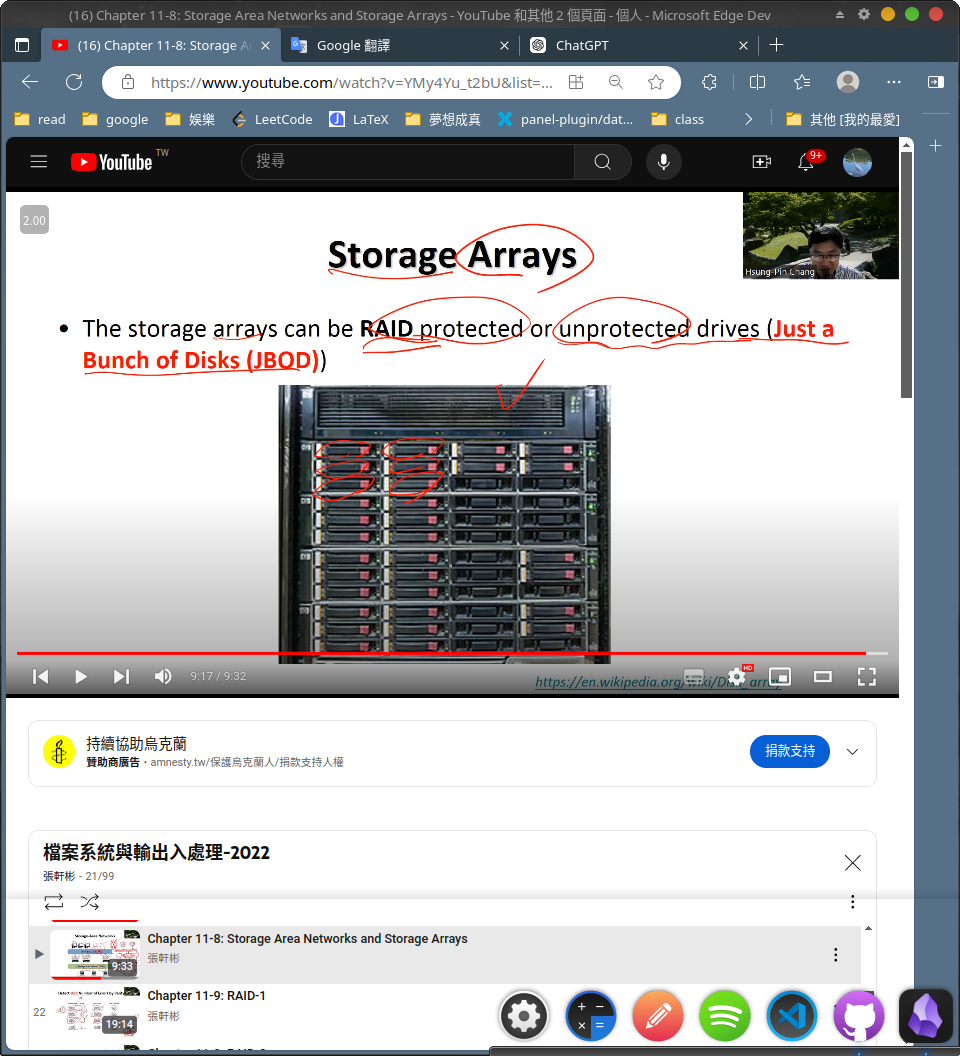 (16) Chapter 11-8: Storage Area Networks and Storage Arrays - YouTube 和其他 2 個頁面 - 個人 - Microsoft Edge Dev
(16) Chapter 11-8: Storage A
Google 翻譯
ChatGPT
https://www.youtube.com/watch?v=YMy4Yu_t2bU&list=...
read
google
娛樂
LeetCode
LaTeX
夢想成真
panel-plugin/dat...
class
其他 [我的最愛]
YouTube TW
搜尋
9+
2.00
Storage Arrays
Hsung-Pin Chang
• The storage arrays can be RAID protected or unprotected drives (Just a
Bunch of Disks (JBOD))
9:17 / 9:32
HD
https://en.wikipedia.org/wiki/Disk_array
持續協助烏克蘭
贊助商廣告・amnesty.tw/保護烏克蘭人/捐款支持人權
捐款支持
檔案系統與輸出入處理-2022
張軒彬 - 21/99
Chapter 11-8: Storage Area Networks and Storage Arrays
張軒彬
9:33
22
Chapter 11-9: RAID-1
張軒彬
19:14